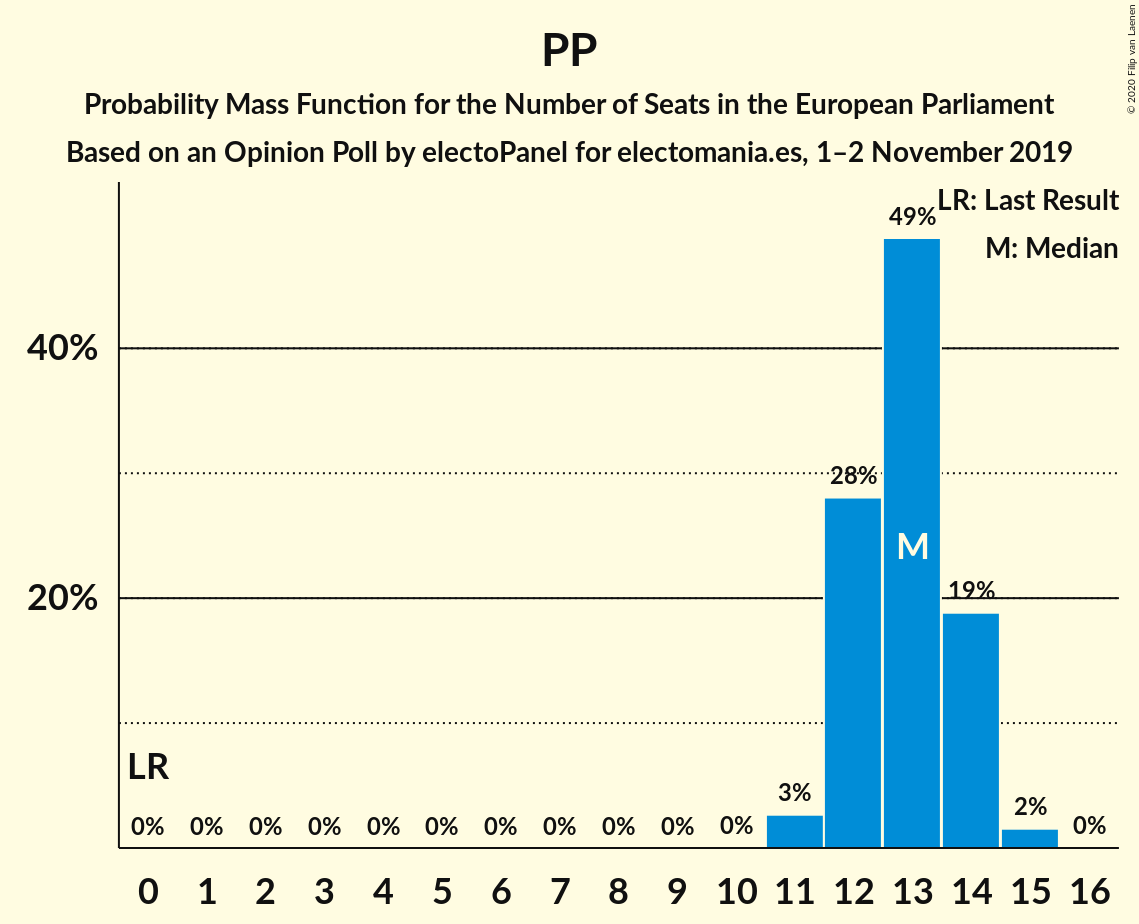 PP
Probability Mass Function for the Number of Seats in the European Parliament
Based on an Opinion Poll by electoPanel for electomania.es, 1–2 November 2019
© 2020 Filip van Laenen
LR: Last Result
M: Median
40%
20%
LR
M
0% 0% 0% 0% 0% 0% 0% 0% 0% 0% 0% 3% 28% 49% 19% 2% 0%
0 1 2 3 4 5 6 7 8 9 10 11 12 13 14 15 16